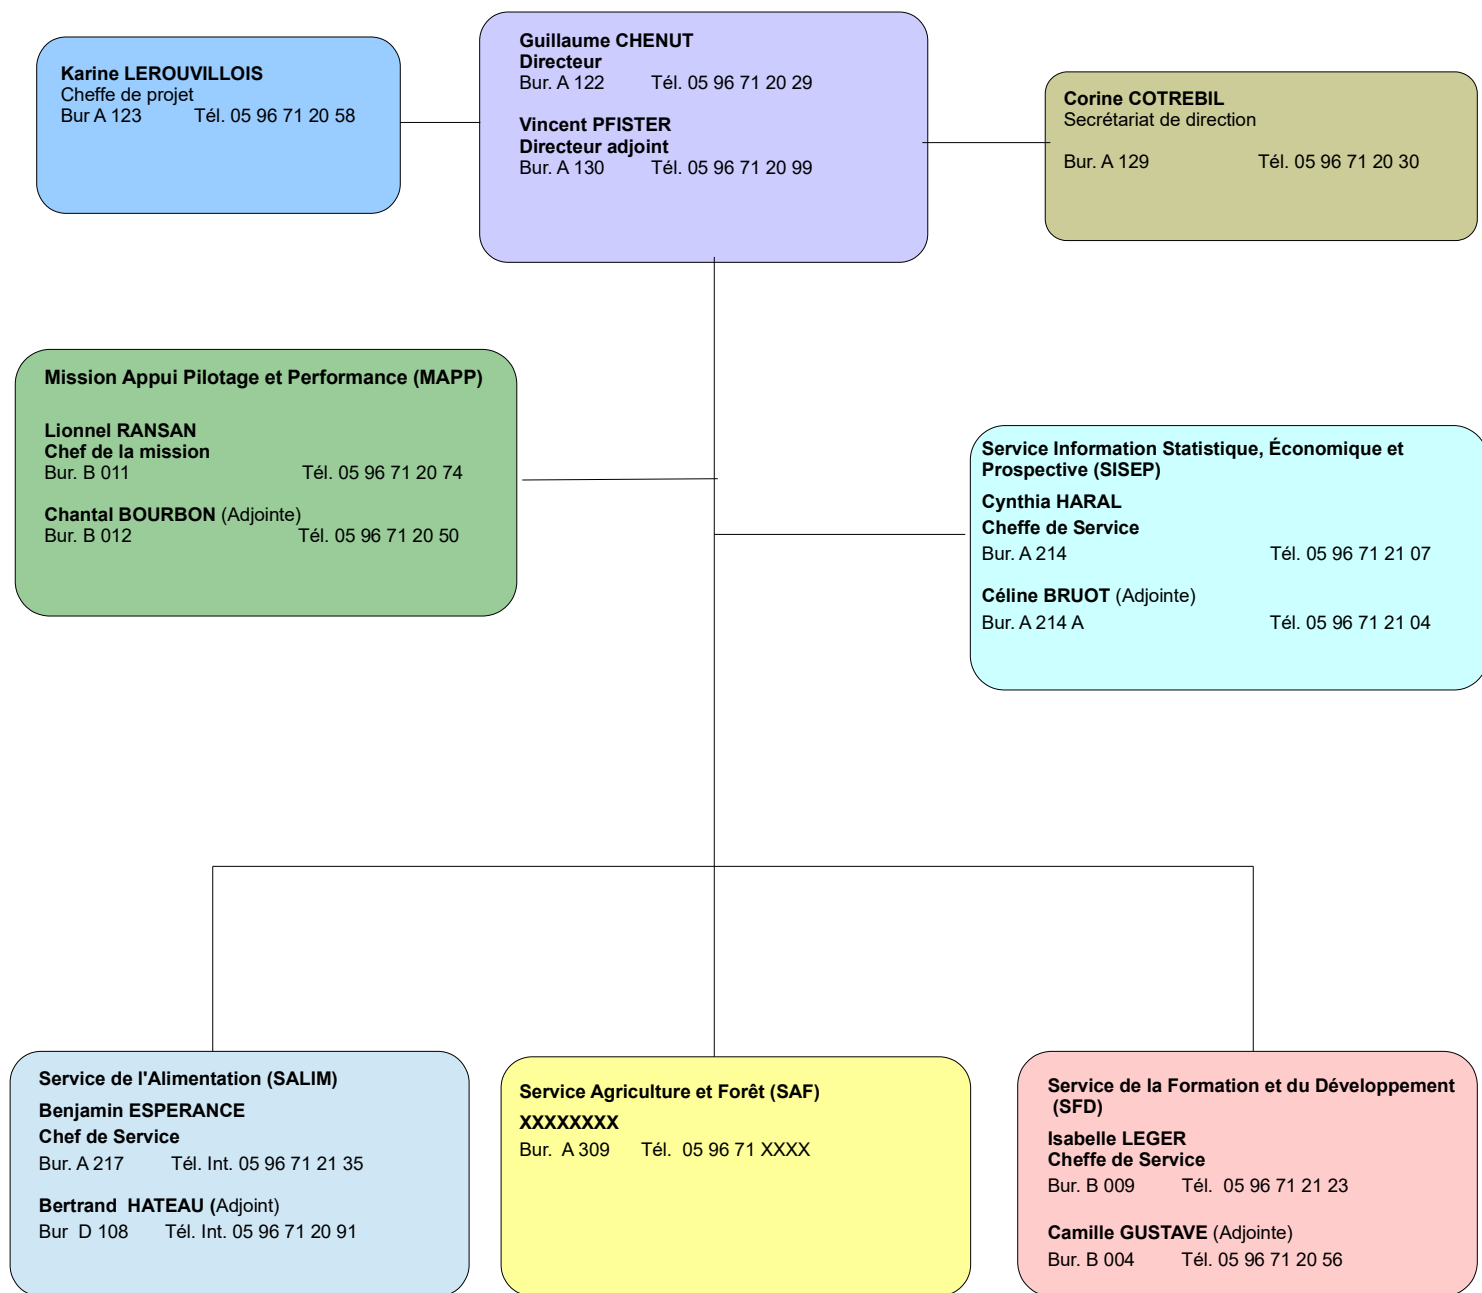 Karine LEROUVILLOIS
Cheffe de projet
Bur A 123 Tél. 05 96 71 20 58
Guillaume CHENUT
Directeur
Bur. A 122 Tél. 05 96 71 20 29
Vincent PFISTER
Directeur adjoint
Bur. A 130 Tél. 05 96 71 20 99
Corine COTREBIL
Secrétariat de direction
Bur. A 129 Tél. 05 96 71 20 30
Mission Appui Pilotage et Performance (MAPP)
Lionnel RANSAN
Chef de la mission
Bur. B 011 Tél. 05 96 71 20 74
Chantal BOURBON (Adjointe)
Bur. B 012 Tél. 05 96 71 20 50
Service Information Statistique, Économique et
Prospective (SISEP)
Cynthia HARAL
Cheffe de Service
Bur. A 214 Tél. 05 96 71 21 07
Céline BRUOT (Adjointe)
Bur. A 214 A Tél. 05 96 71 21 04
Service de l'Alimentation (SALIM)
Benjamin ESPERANCE
Chef de Service
Bur. A 217 Tél. Int. 05 96 71 21 35
Bertrand HATEAU (Adjoint)
Bur D 108 Tél. Int. 05 96 71 20 91
Service Agriculture et Forêt (SAF)
XXXXXXXX
Bur. A 309 Tél. 05 96 71 XXXX
Service de la Formation et du Développement
(SFD)
Isabelle LEGER
Cheffe de Service
Bur. B 009 Tél. 05 96 71 21 23
Camille GUSTAVE (Adjointe)
Bur. B 004 Tél. 05 96 71 20 56